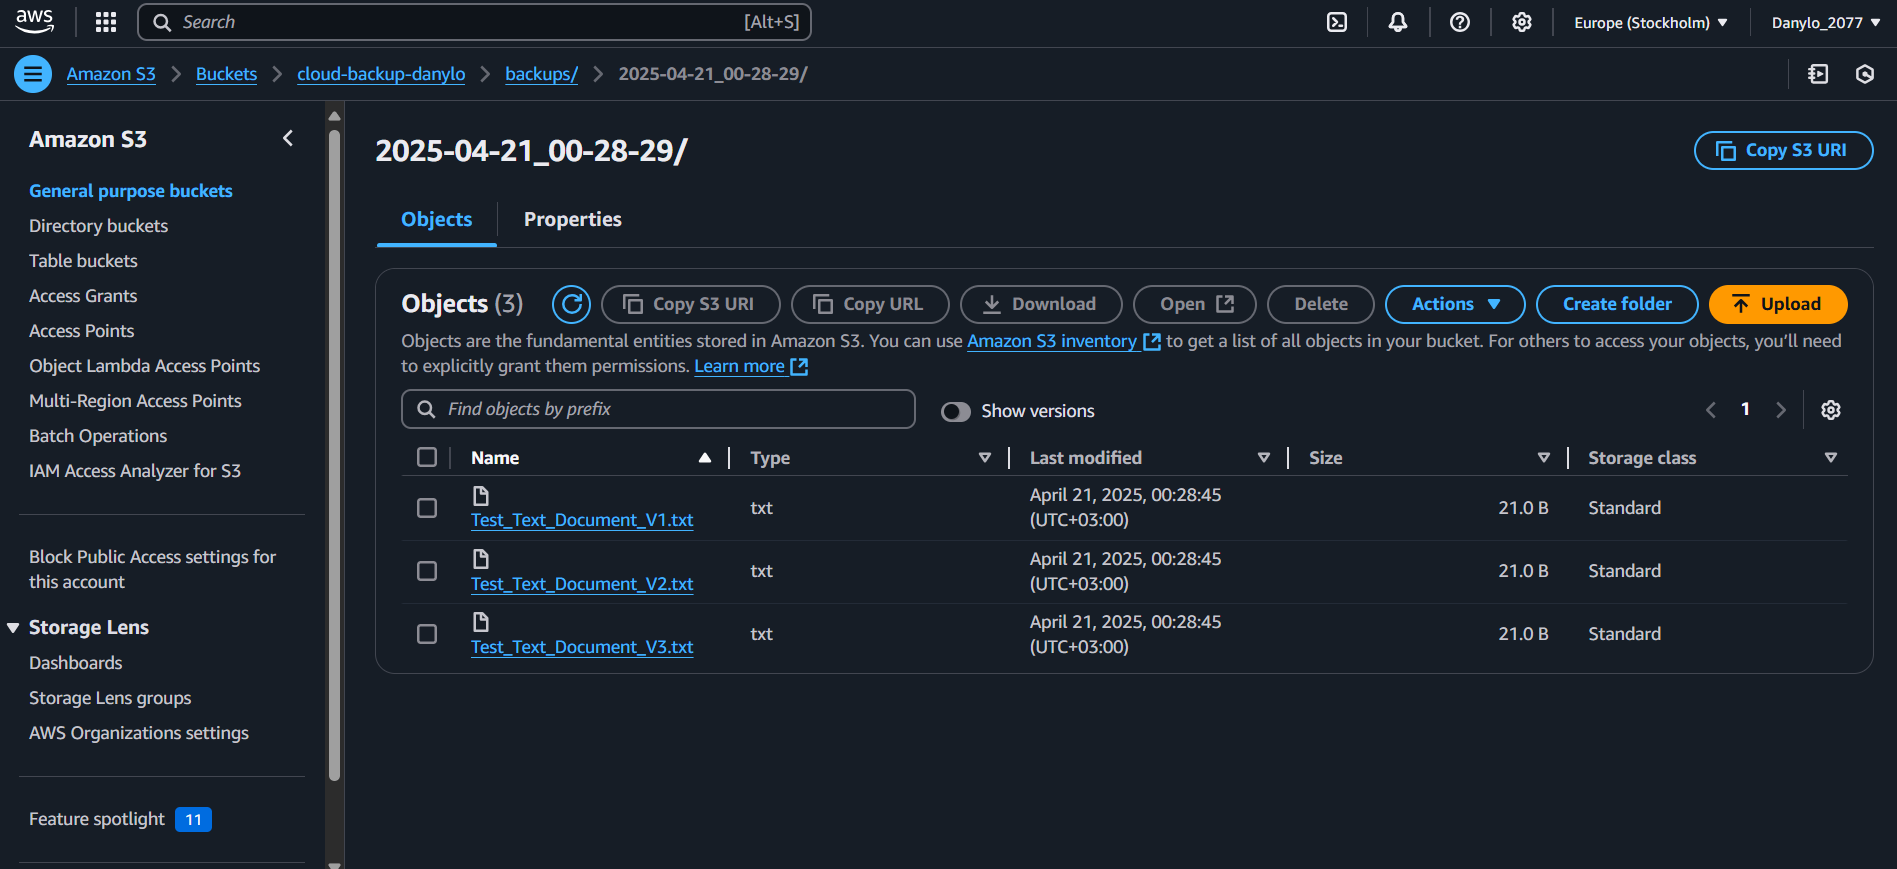 aws
Search [Alt+S]
Europe (Stockholm)
Danylo_2077
Amazon S3
Buckets
cloud-backup-danylo
backups/
2025-04-21_00-28-29/
Amazon S3
General purpose buckets
Directory buckets
Table buckets
Access Grants
Access Points
Object Lambda Access Points
Multi-Region Access Points
Batch Operations
IAM Access Analyzer for S3
Block Public Access settings for
this account
Storage Lens
Dashboards
Storage Lens groups
AWS Organizations settings
Feature spotlight 11
2025-04-21_00-28-29/
Copy S3 URI
Objects Properties
Objects (3) Copy S3 URI Copy URL Download Open Delete Actions Create folder Upload
Objects are the fundamental entities stored in Amazon S3. You can use Amazon S3 inventory to get a list of all objects in your bucket. For others to access your objects, you’ll need
to explicitly grant them permissions. Learn more
Find objects by prefix Show versions 1
Name Type Last modified Size Storage class
Test_Text_Document_V1.txt txt April 21, 2025, 00:28:45 (UTC+03:00) 21.0 B Standard
Test_Text_Document_V2.txt txt April 21, 2025, 00:28:45 (UTC+03:00) 21.0 B Standard
Test_Text_Document_V3.txt txt April 21, 2025, 00:28:45 (UTC+03:00) 21.0 B Standard